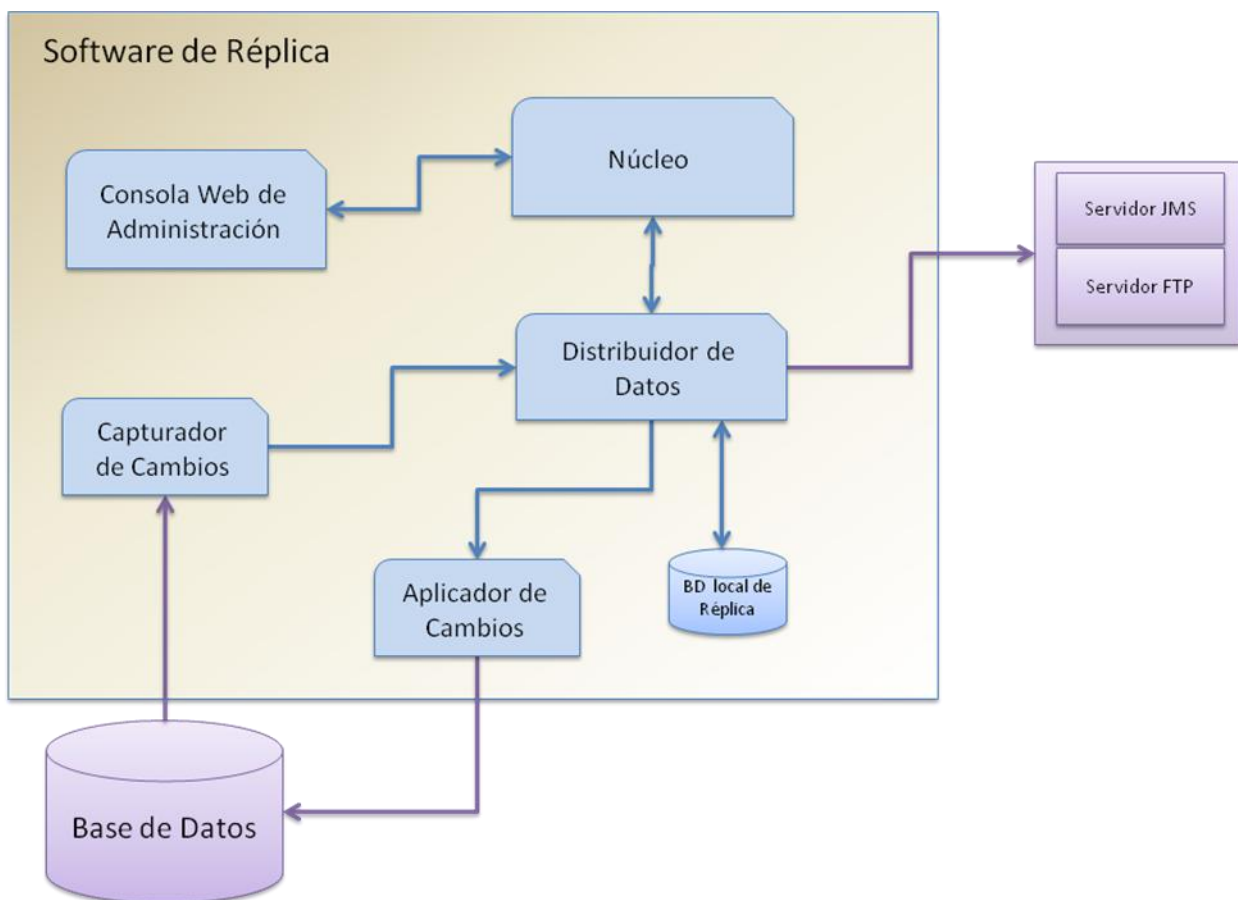 Software de Réplica
Núcleo
Consola Web de
Administración
Servidor JMS
Servidor FTP
Distribuidor de
Datos
Capturador
de Cambios
Aplicador de
Cambios
BD local de
Réplica
Base de Datos